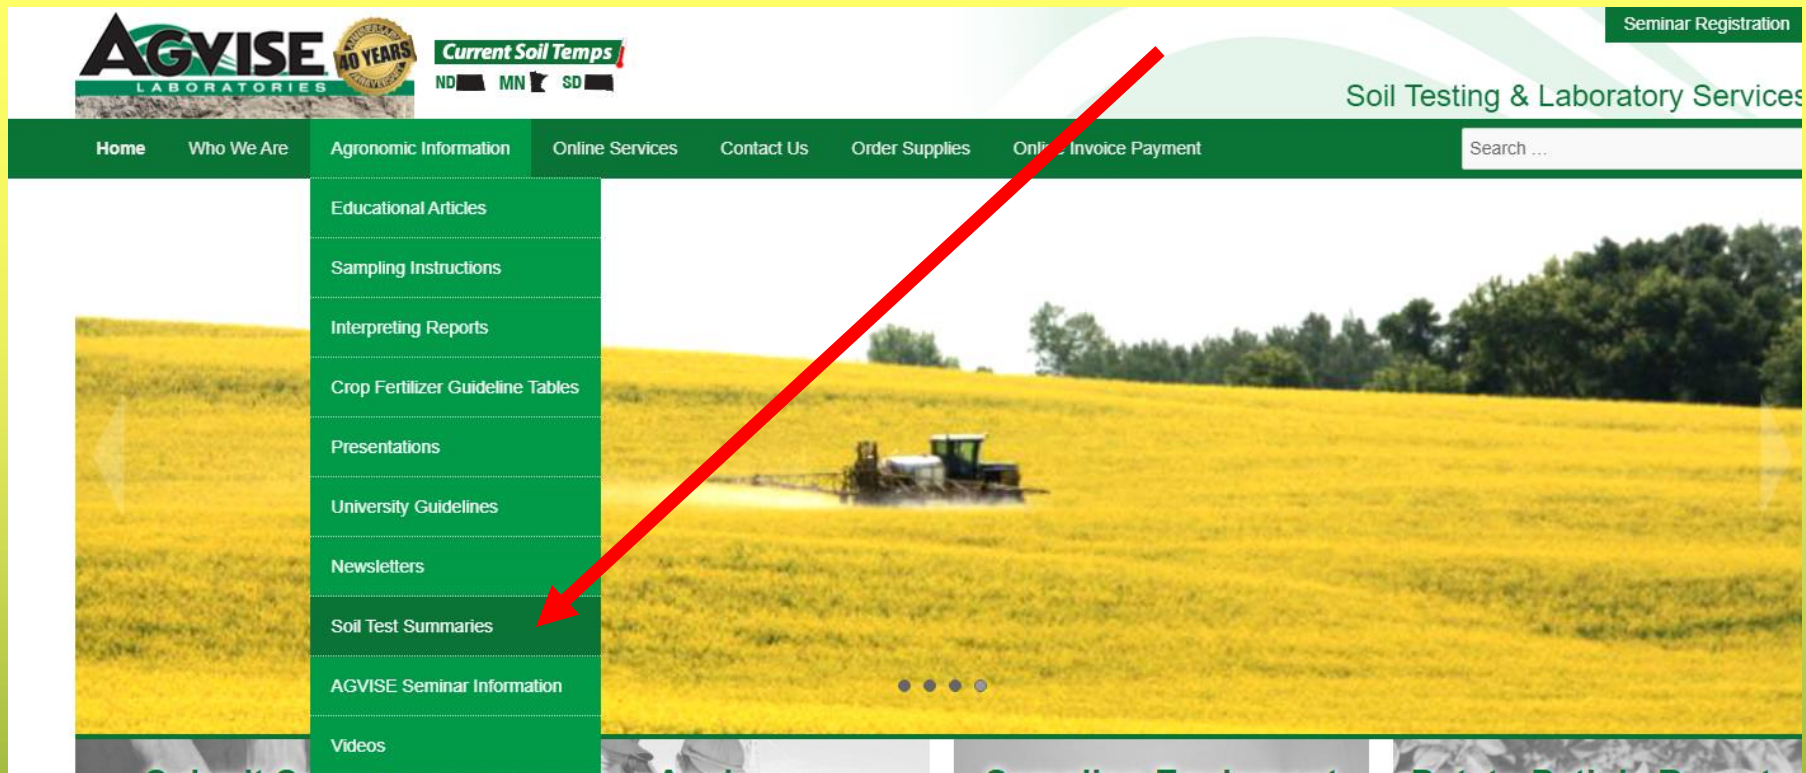 Seminar Registration
AGVISE
LABORATORIES
40 YEARS
ANNIVERSARY
Current Soil Temps
ND MN SD
Soil Testing & Laboratory Services
Home Who We Are Agronomic Information Online Services Contact Us Order Supplies Online Invoice Payment Search ...
Educational Articles
Sampling Instructions
Interpreting Reports
Crop Fertilizer Guideline Tables
Presentations
University Guidelines
Newsletters
Soil Test Summaries
AGVISE Seminar Information
Videos